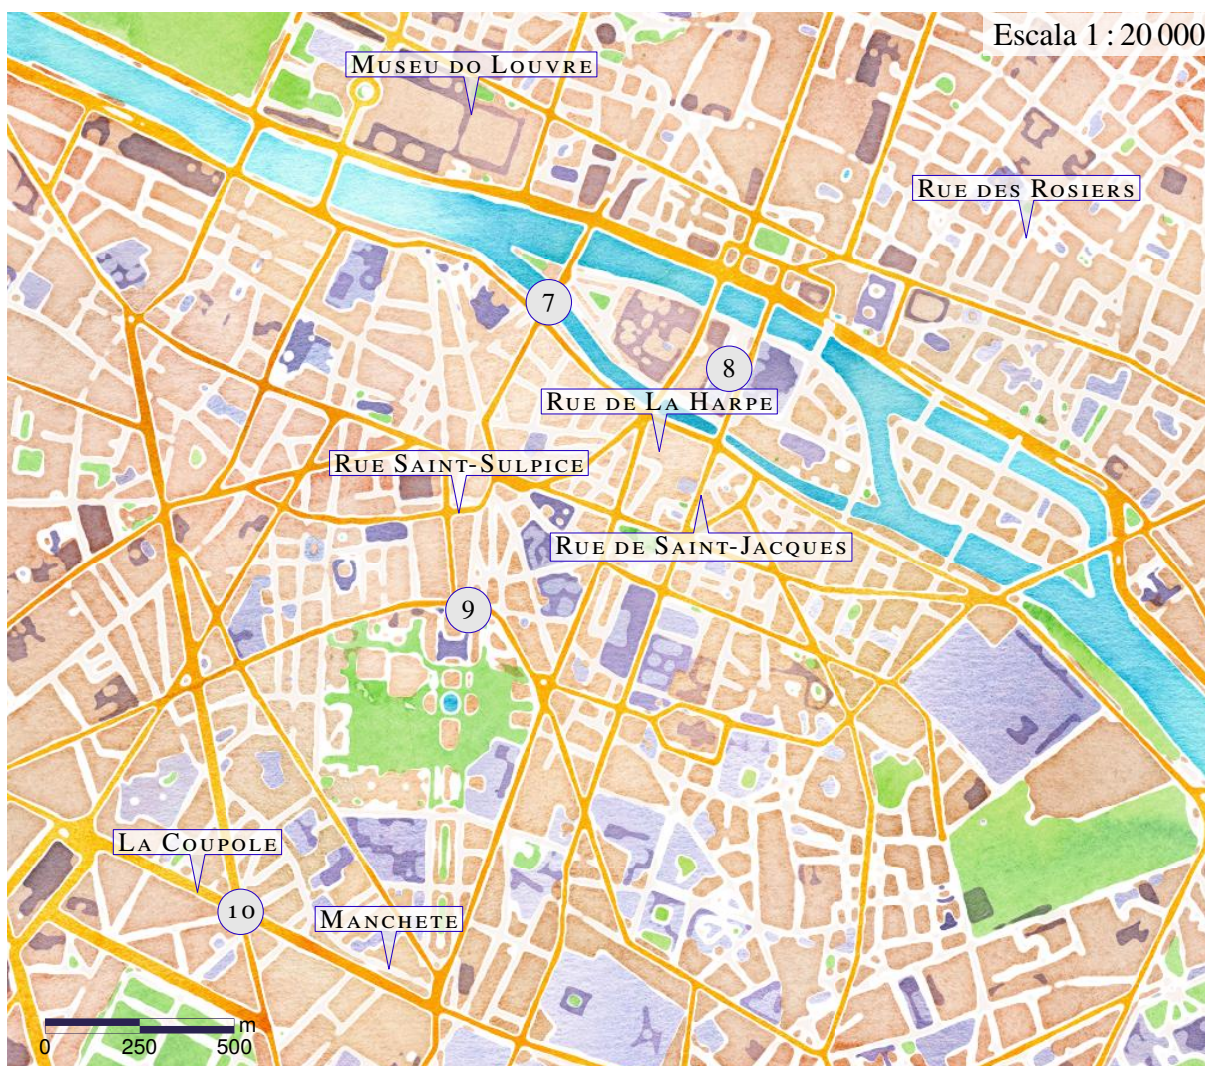 Escala 1 : 20 000
Museu do Louvre
Rue des Rosiers
7
8
Rue de La Harpe
Rue Saint-Sulpice
Rue de Saint-Jacques
9
La Coupole
10
Manchete
m
0 250 500